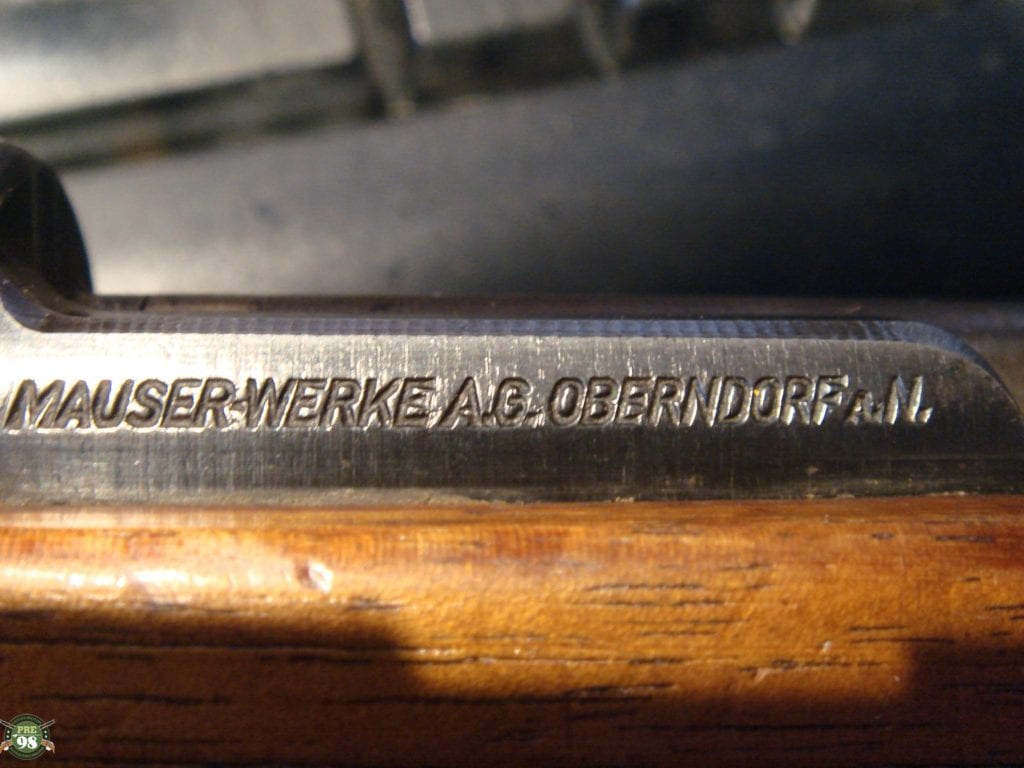 MAUSER-WERKE A.G. OBERNDORF A. N.
PRE
98